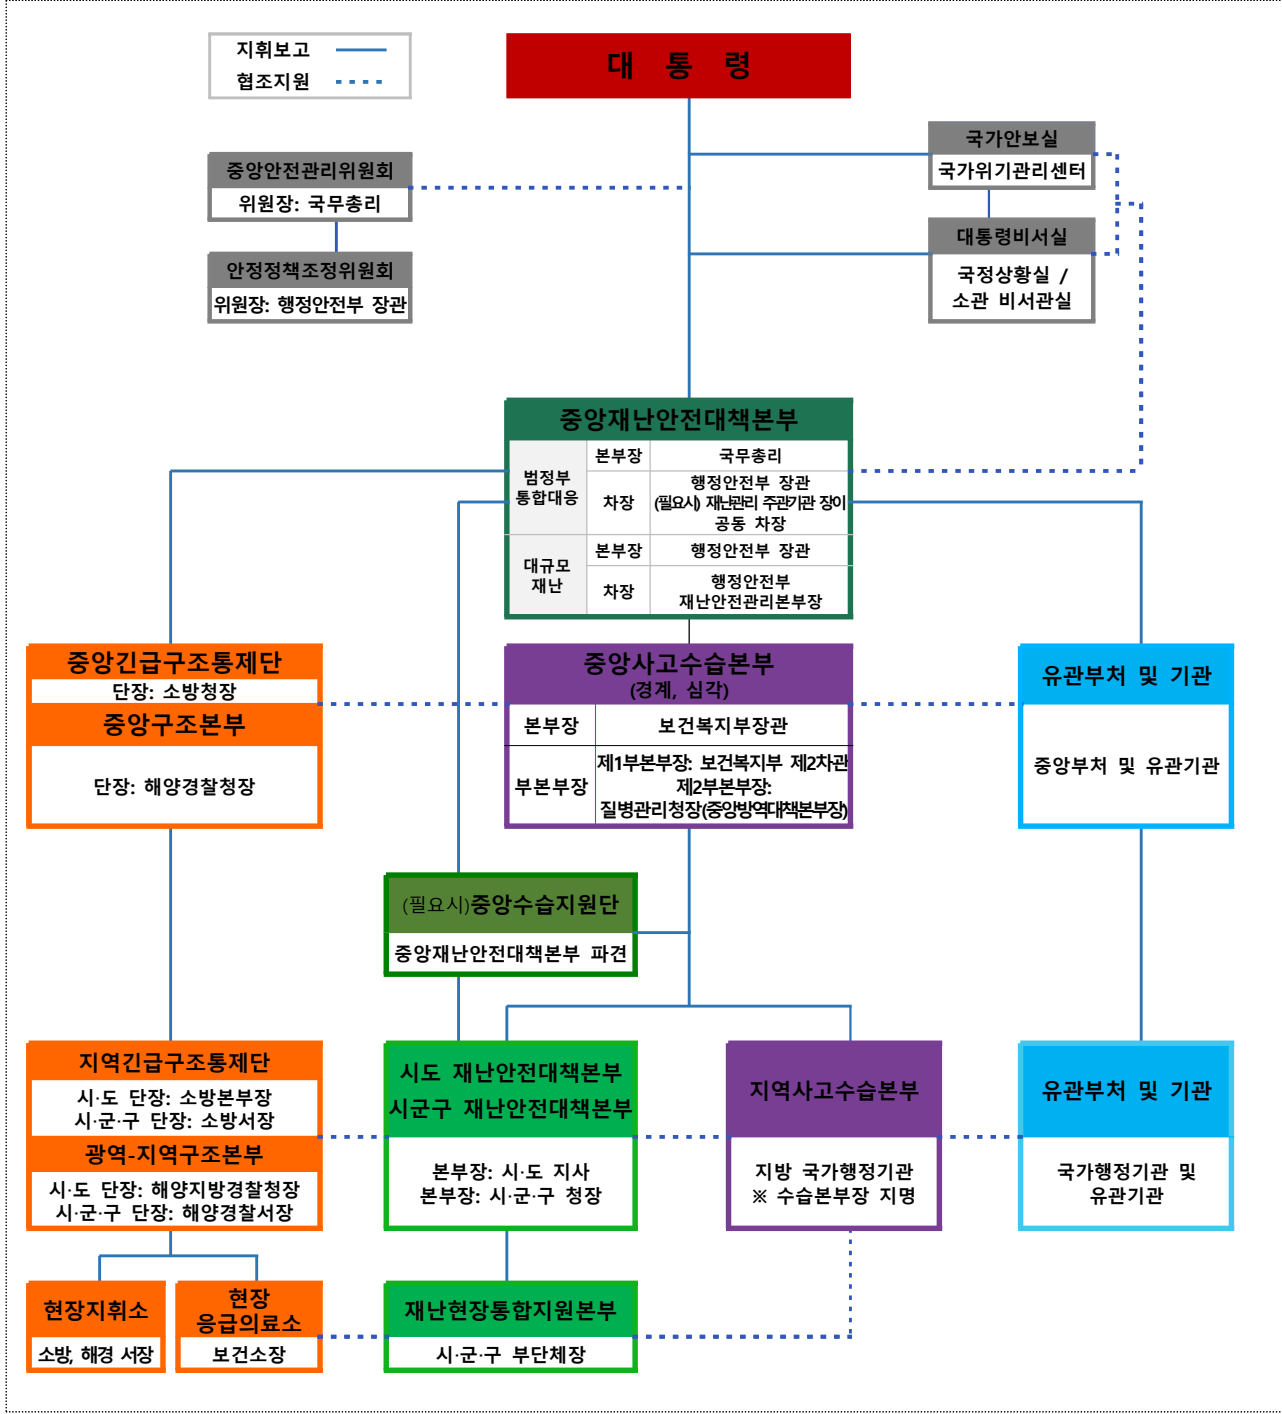 지휘보고
협조지원
대 통 령
국가안보실
국가위기관리센터
중앙안전관리위원회
위원장: 국무총리
대통령비서실
국정상황실 /
소관 비서관실
안정정책조정위원회
위원장: 행정안전부 장관
중앙재난안전대책본부
범정부
통합대응
본부장
국무총리
차장
행정안전부 장관
(필요시) 재난관리 주관기관 장이
공동 차장
대규모
재난
본부장
행정안전부 장관
차장
행정안전부
재난안전관리본부장
중앙긴급구조통제단
단장: 소방청장
중앙구조본부
단장: 해양경찰청장
중앙사고수습본부
(경계, 심각)
본부장
보건복지부장관
부본부장
제1부본부장: 보건복지부 제2차관
제2부본부장:
질병관리청장(중앙방역대책본부장)
유관부처 및 기관
중앙부처 및 유관기관
(필요시)중앙수습지원단
중앙재난안전대책본부 파견
지역긴급구조통제단
시·도 단장: 소방본부장
시·군·구 단장: 소방서장
광역-지역구조본부
시·도 단장: 해양지방경찰청장
시·군·구 단장: 해양경찰서장
시도 재난안전대책본부
시군구 재난안전대책본부
본부장: 시·도 지사
본부장: 시·군·구 청장
지역사고수습본부
지방 국가행정기관
※ 수습본부장 지명
유관부처 및 기관
국가행정기관 및
유관기관
현장지휘소
소방, 해경 서장
현장
응급의료소
보건소장
재난현장통합지원본부
시·군·구 부단체장